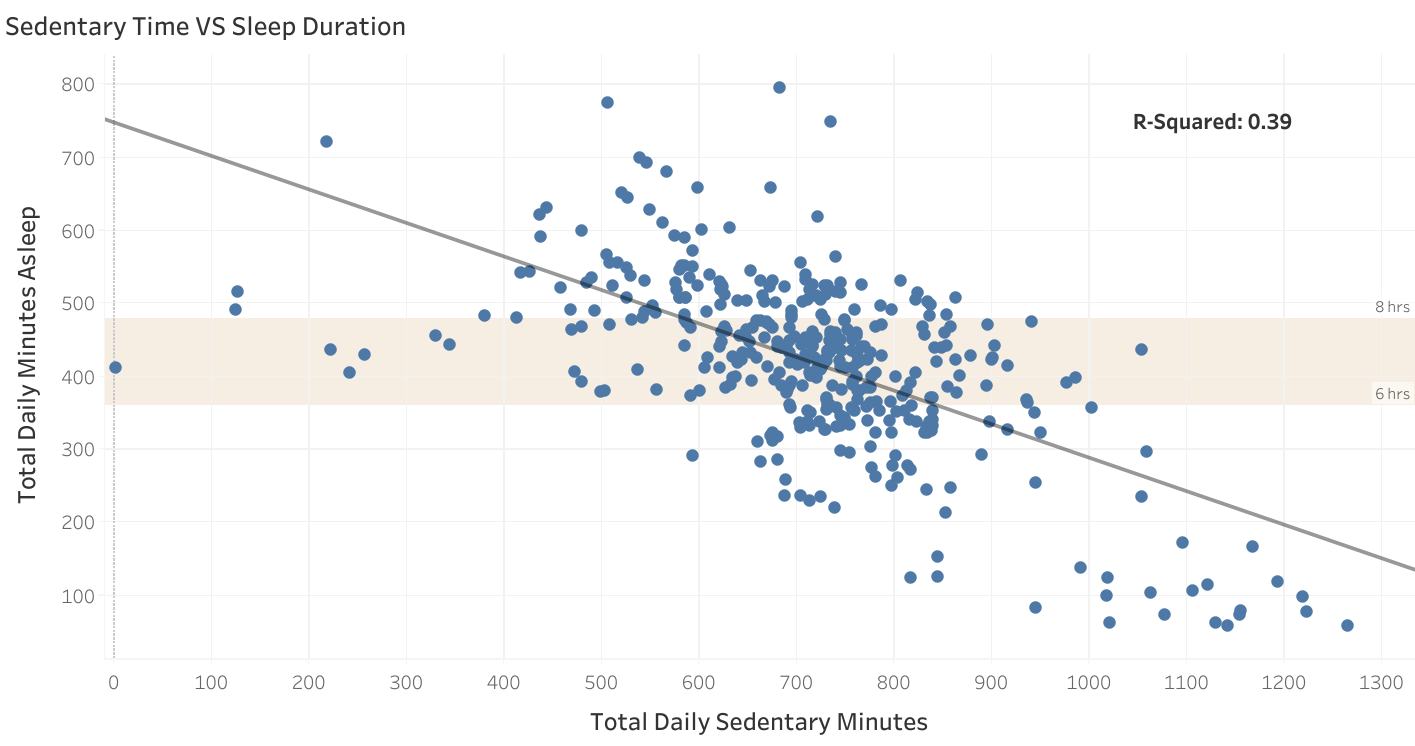 Sedentary Time VS Sleep Duration
R-Squared: 0.39
Total Daily Minutes Asleep
800
700
600
500
400
300
200
100
8 hrs
6 hrs
0 100 200 300 400 500 600 700 800 900 1000 1100 1200 1300
Total Daily Sedentary Minutes